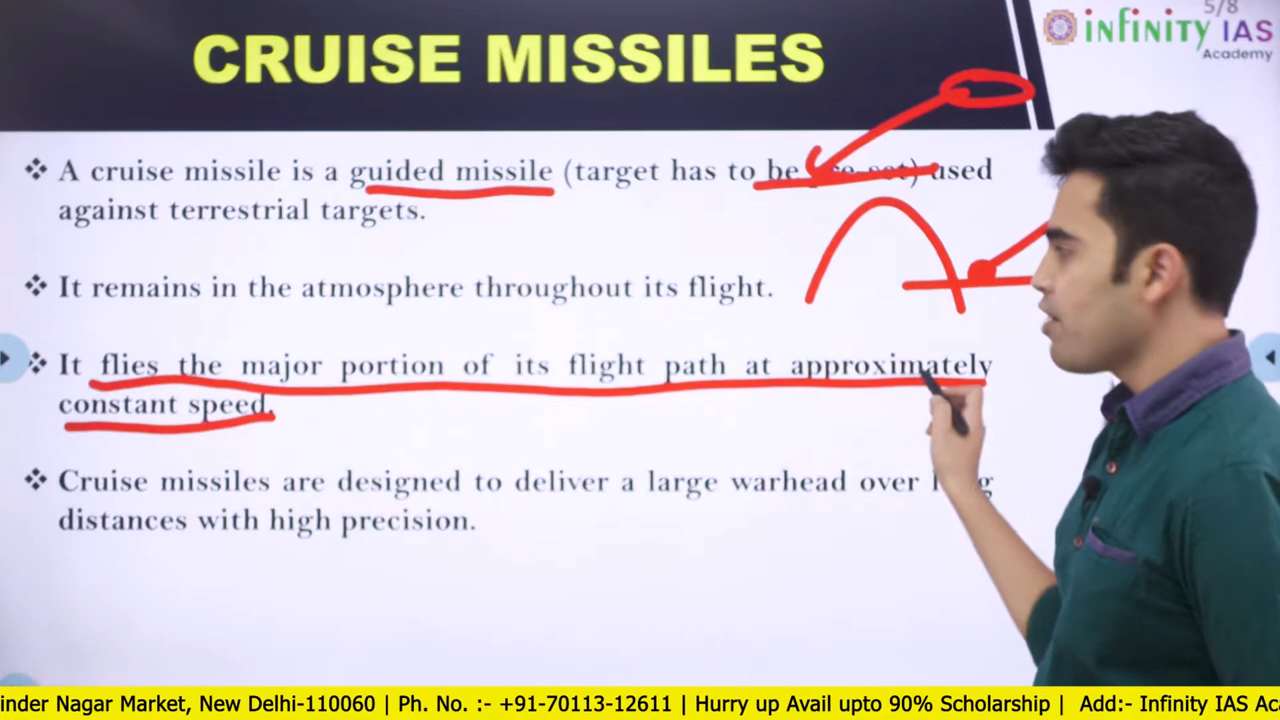 5/8
infinity IAS
Academy
CRUISE MISSILES
❖ A cruise missile is a guided missile (target has to be pre-set) used
against terrestrial targets.
❖ It remains in the atmosphere throughout its flight.
❖ It flies the major portion of its flight path at approximately
constant speed.
❖ Cruise missiles are designed to deliver a large warhead over long
distances with high precision.
inder Nagar Market, New Delhi-110060 | Ph. No. :- +91-70113-12611 | Hurry up Avail upto 90% Scholarship | Add:- Infinity IAS Aca